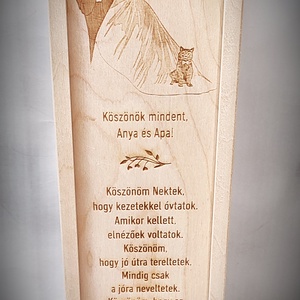 Köszönök mindent,
Anya és Apa!
Köszönöm Nektek,
hogy kezetekkel óvtatok.
Amikor kellett,
elnézőek voltatok.
Köszönöm,
hogy jó útra tereltetek.
Mindig csak
a jóra neveltetek.